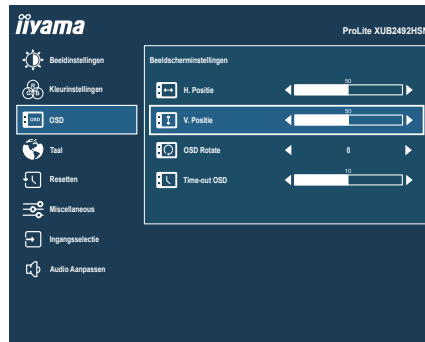 iiyama
ProLite XUB2492HSN
Beeldinstellingen
Kleurinstellingen
R
G B
OSD
OSD
Taal
Resetten
Miscellaneous
Ingangsselectie
Audio Aanpassen
Beeldscherminstellingen
H. Positie
50
V. Positie
50
OSD Rotate
0
Time-out OSD
10